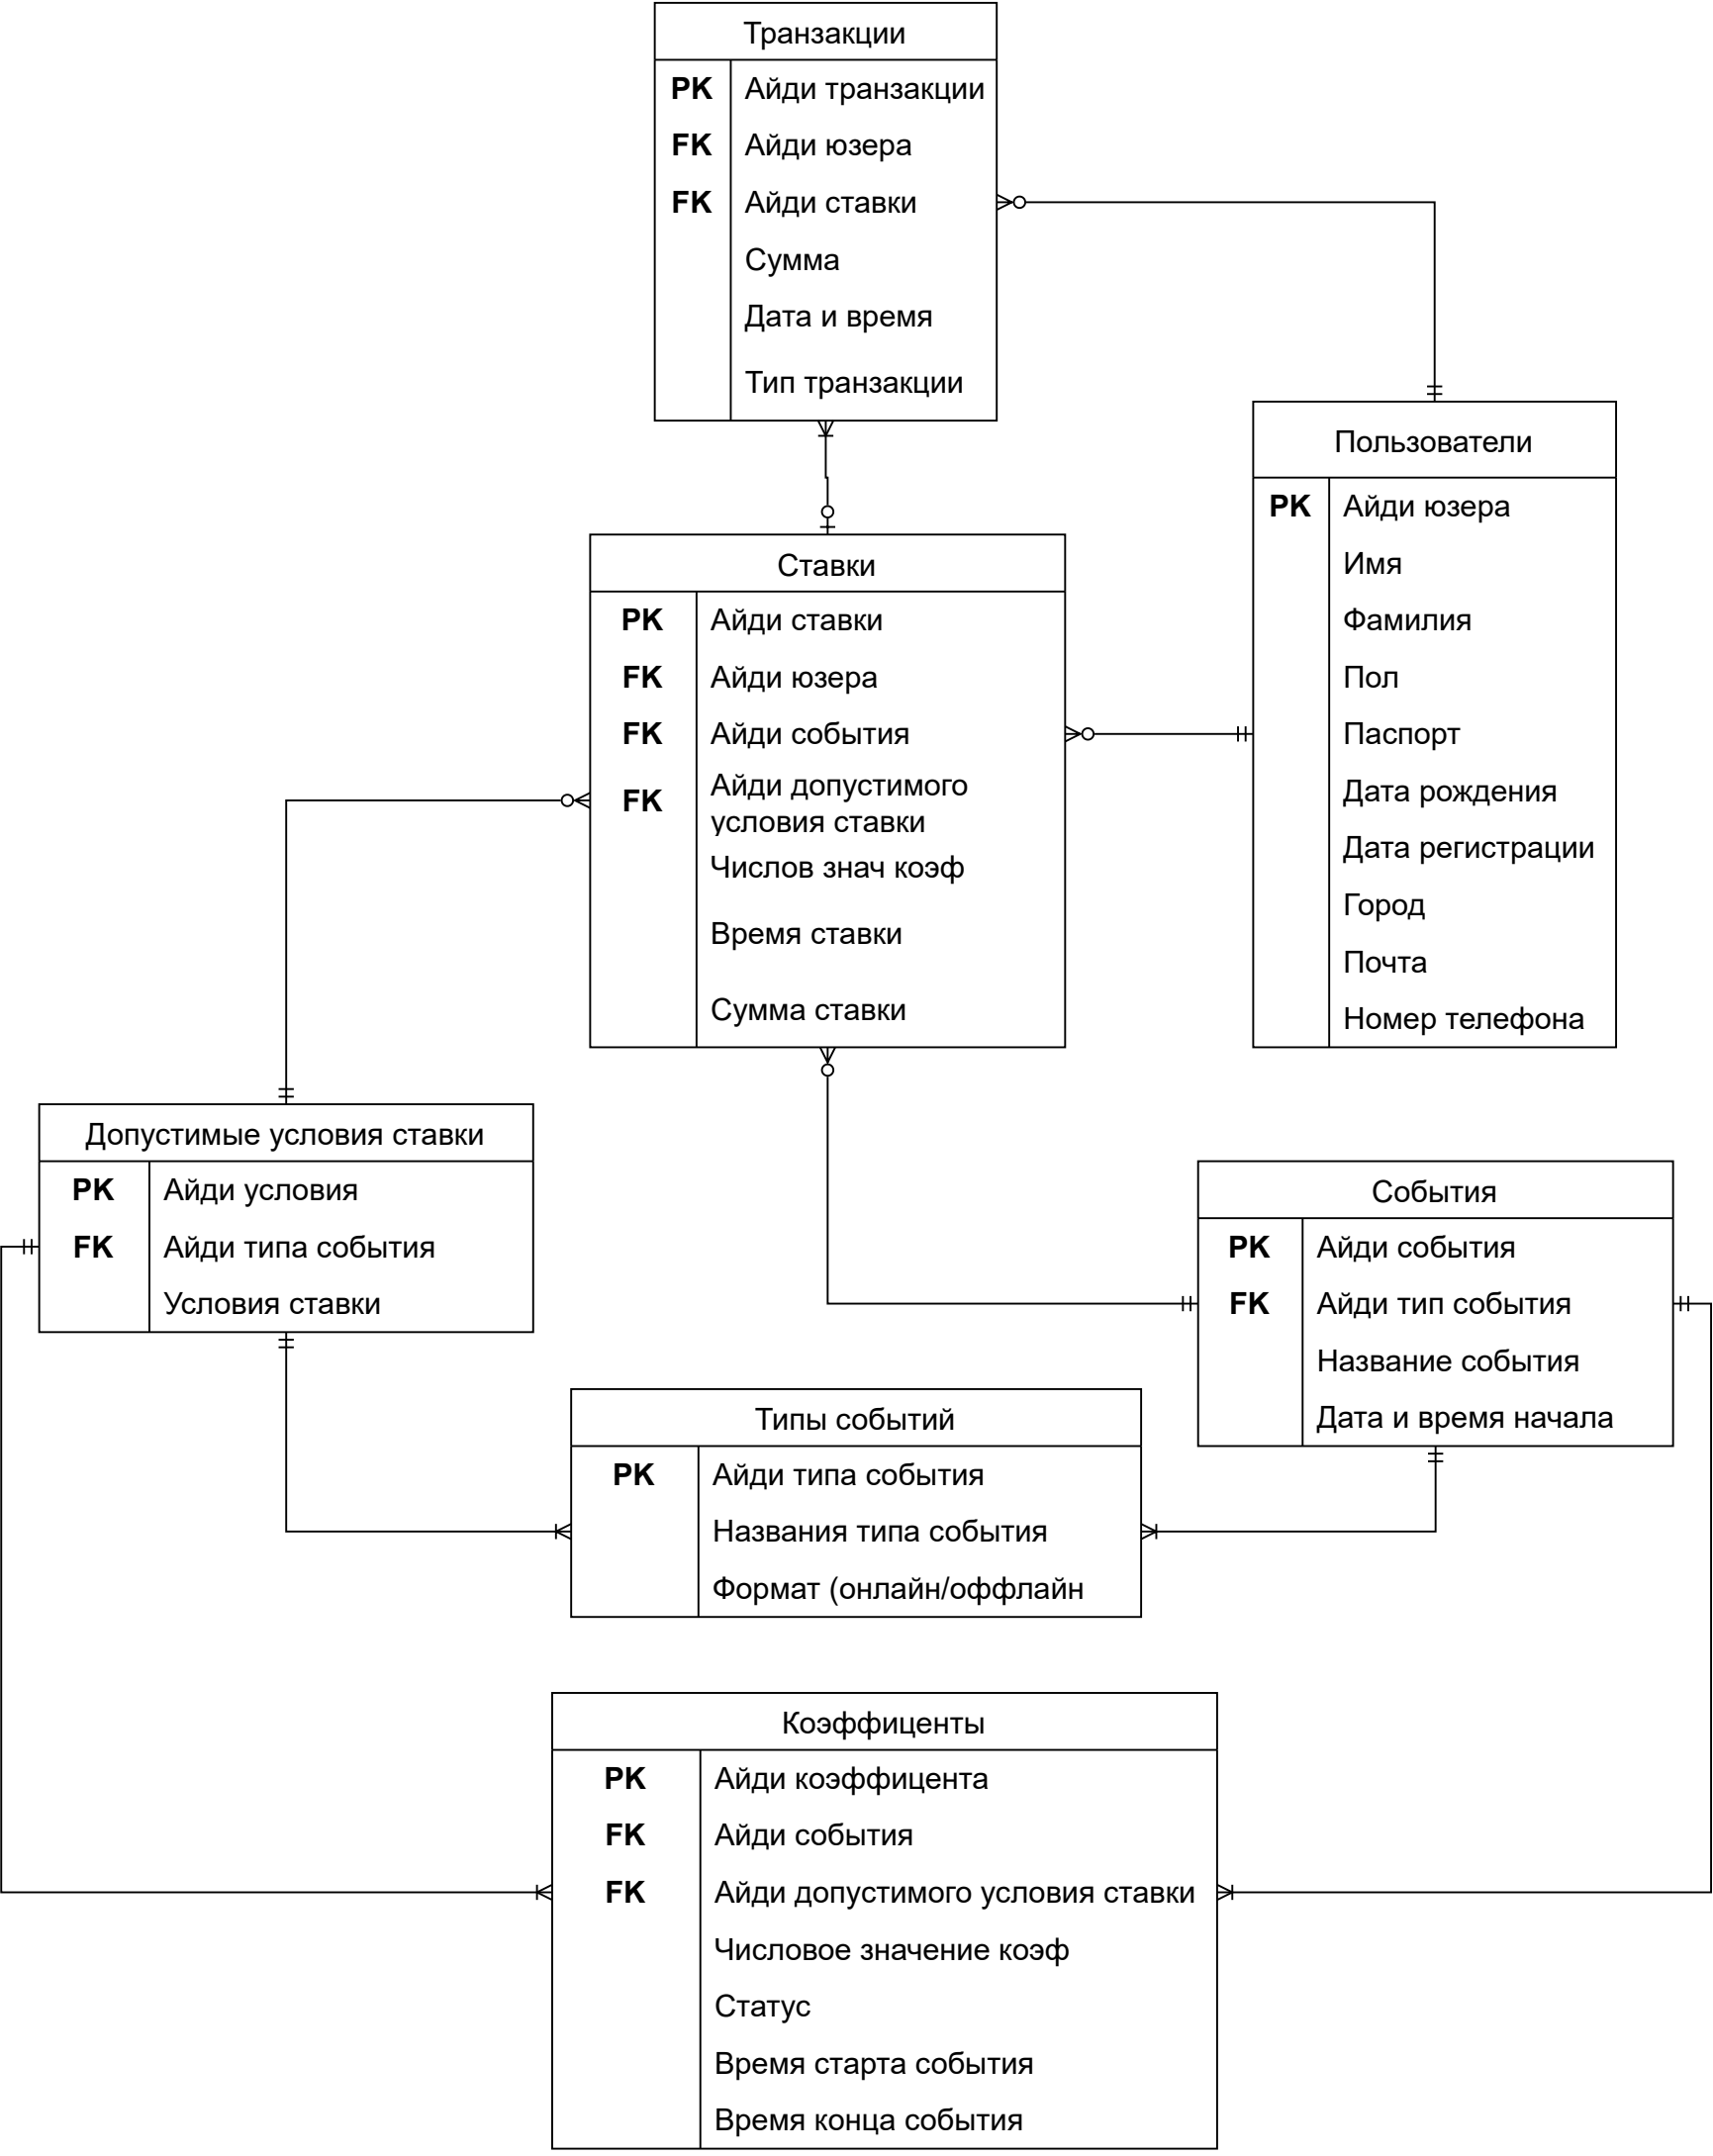 Транзакции
PK Айди транзакции
FK Айди юзера
FK Айди ставки
Сумма
Дата и время
Тип транзакции
Пользователи
PK Айди юзера
Имя
Фамилия
Пол
Паспорт
Дата рождения
Дата регистрации
Город
Почта
Номер телефона
Ставки
PK Айди ставки
FK Айди юзера
FK Айди события
FK Айди допустимого
условия ставки
Числов знач коэф
Время ставки
Сумма ставки
Допустимые условия ставки
PK Айди условия
FK Айди типа события
Условия ставки
События
PK Айди события
FK Айди тип события
Название события
Дата и время начала
Типы событий
PK Айди типа события
Названия типа события
Формат (онлайн/оффлайн
Коэффиценты
PK Айди коэффицента
FK Айди события
FK Айди допустимого условия ставки
Числовое значение коэф
Статус
Время старта события
Время конца события